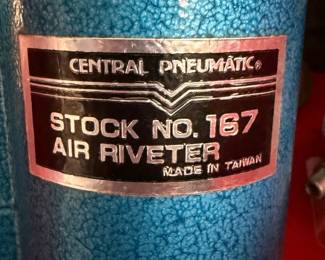 CENTRAL PNEUMATIC®
STOCK NO. 167
AIR RIVETER
MADE IN TAIWAN